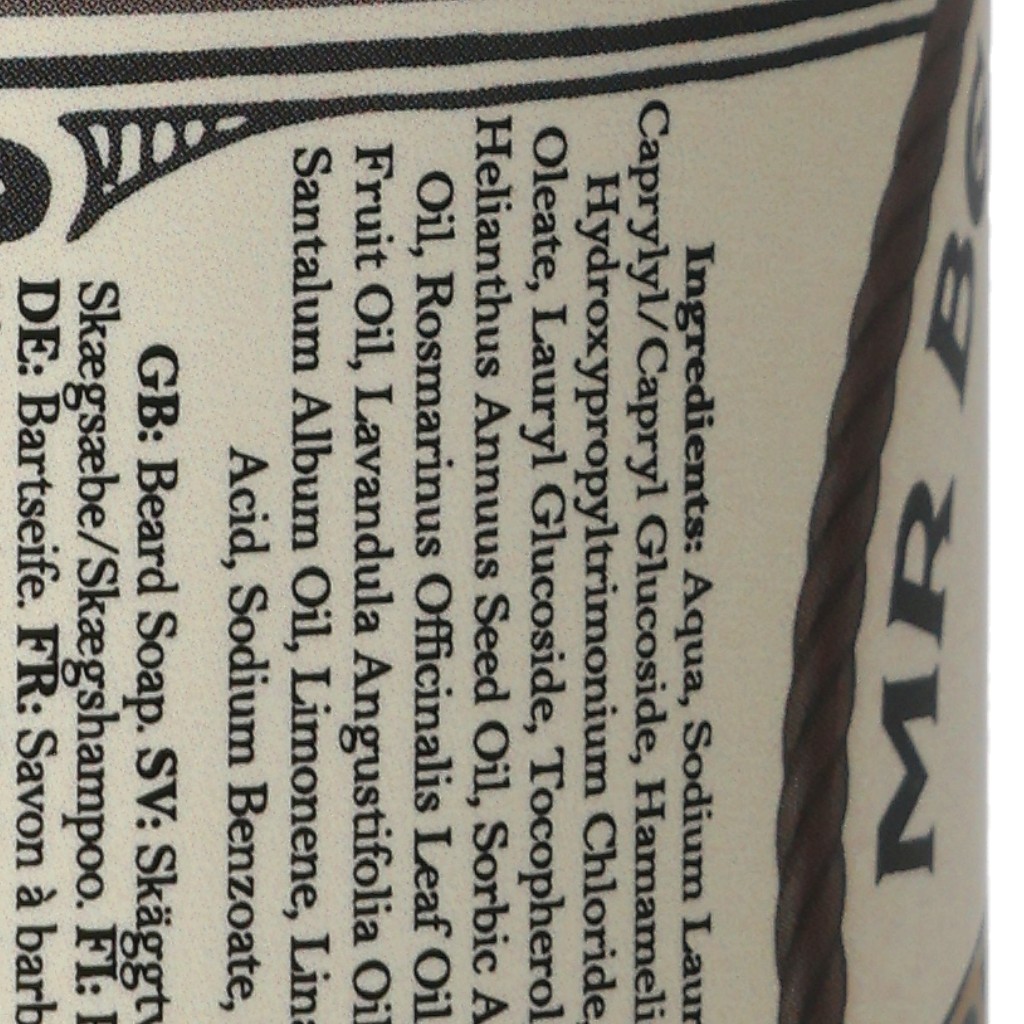 MR B
Ingredients: Aqua, Sodium Laur
Caprylyl/Capryl Glucoside, Hamameli
Hydroxypropyltrimonium Chloride,
Oleate, Lauryl Glucoside, Tocopherol
Helianthus Annuus Seed Oil, Sorbic A
Oil, Rosmarinus Officinalis Leaf Oil
Fruit Oil, Lavandula Angustifolia Oil
Santalum Album Oil, Limonene, Lina
Acid, Sodium Benzoate,
GB: Beard Soap. SV: Skäggtv
Skægsæbe/Skægshampoo. FI:
DE: Bartseife. FR: Savon à barb